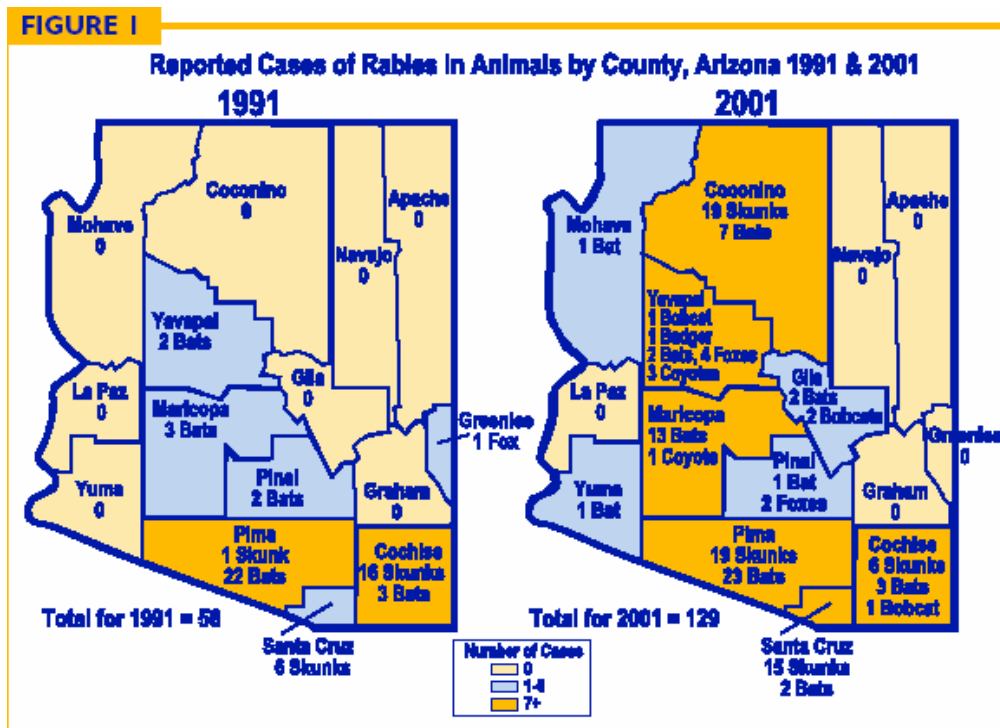 FIGURE 1
Reported Cases of Rabies in Animals by County, Arizona 1991 & 2001
1991
Mohave
0
Coconino
0
Navajo
0
Apache
0
Yavapai
2 Bats
La Paz
0
Gila
0
Maricopa
3 Bats
Greenlee
1 Fox
Yuma
0
Pinal
2 Bats
Graham
0
Pima
1 Skunk
22 Bats
Cochise
16 Skunks
3 Bats
Total for 1991 = 58
Santa Cruz
6 Skunks
2001
Mohave
1 Bat
Coconino
19 Skunks
7 Bats
Navajo
0
Apache
0
Yavapai
1 Bobcat
1 Badger
2 Bats, 4 Foxes
3 Coyotes
La Paz
0
Gila
2 Bats
2 Bobcats
Maricopa
13 Bats
1 Coyote
Greenlee
0
Yuma
1 Bat
Pinal
1 Bat
2 Foxes
Graham
0
Pima
19 Skunks
23 Bats
Cochise
6 Skunks
3 Bats
1 Bobcat
Total for 2001 = 129
Santa Cruz
15 Skunks
2 Bats
Number of Cases
0
7+